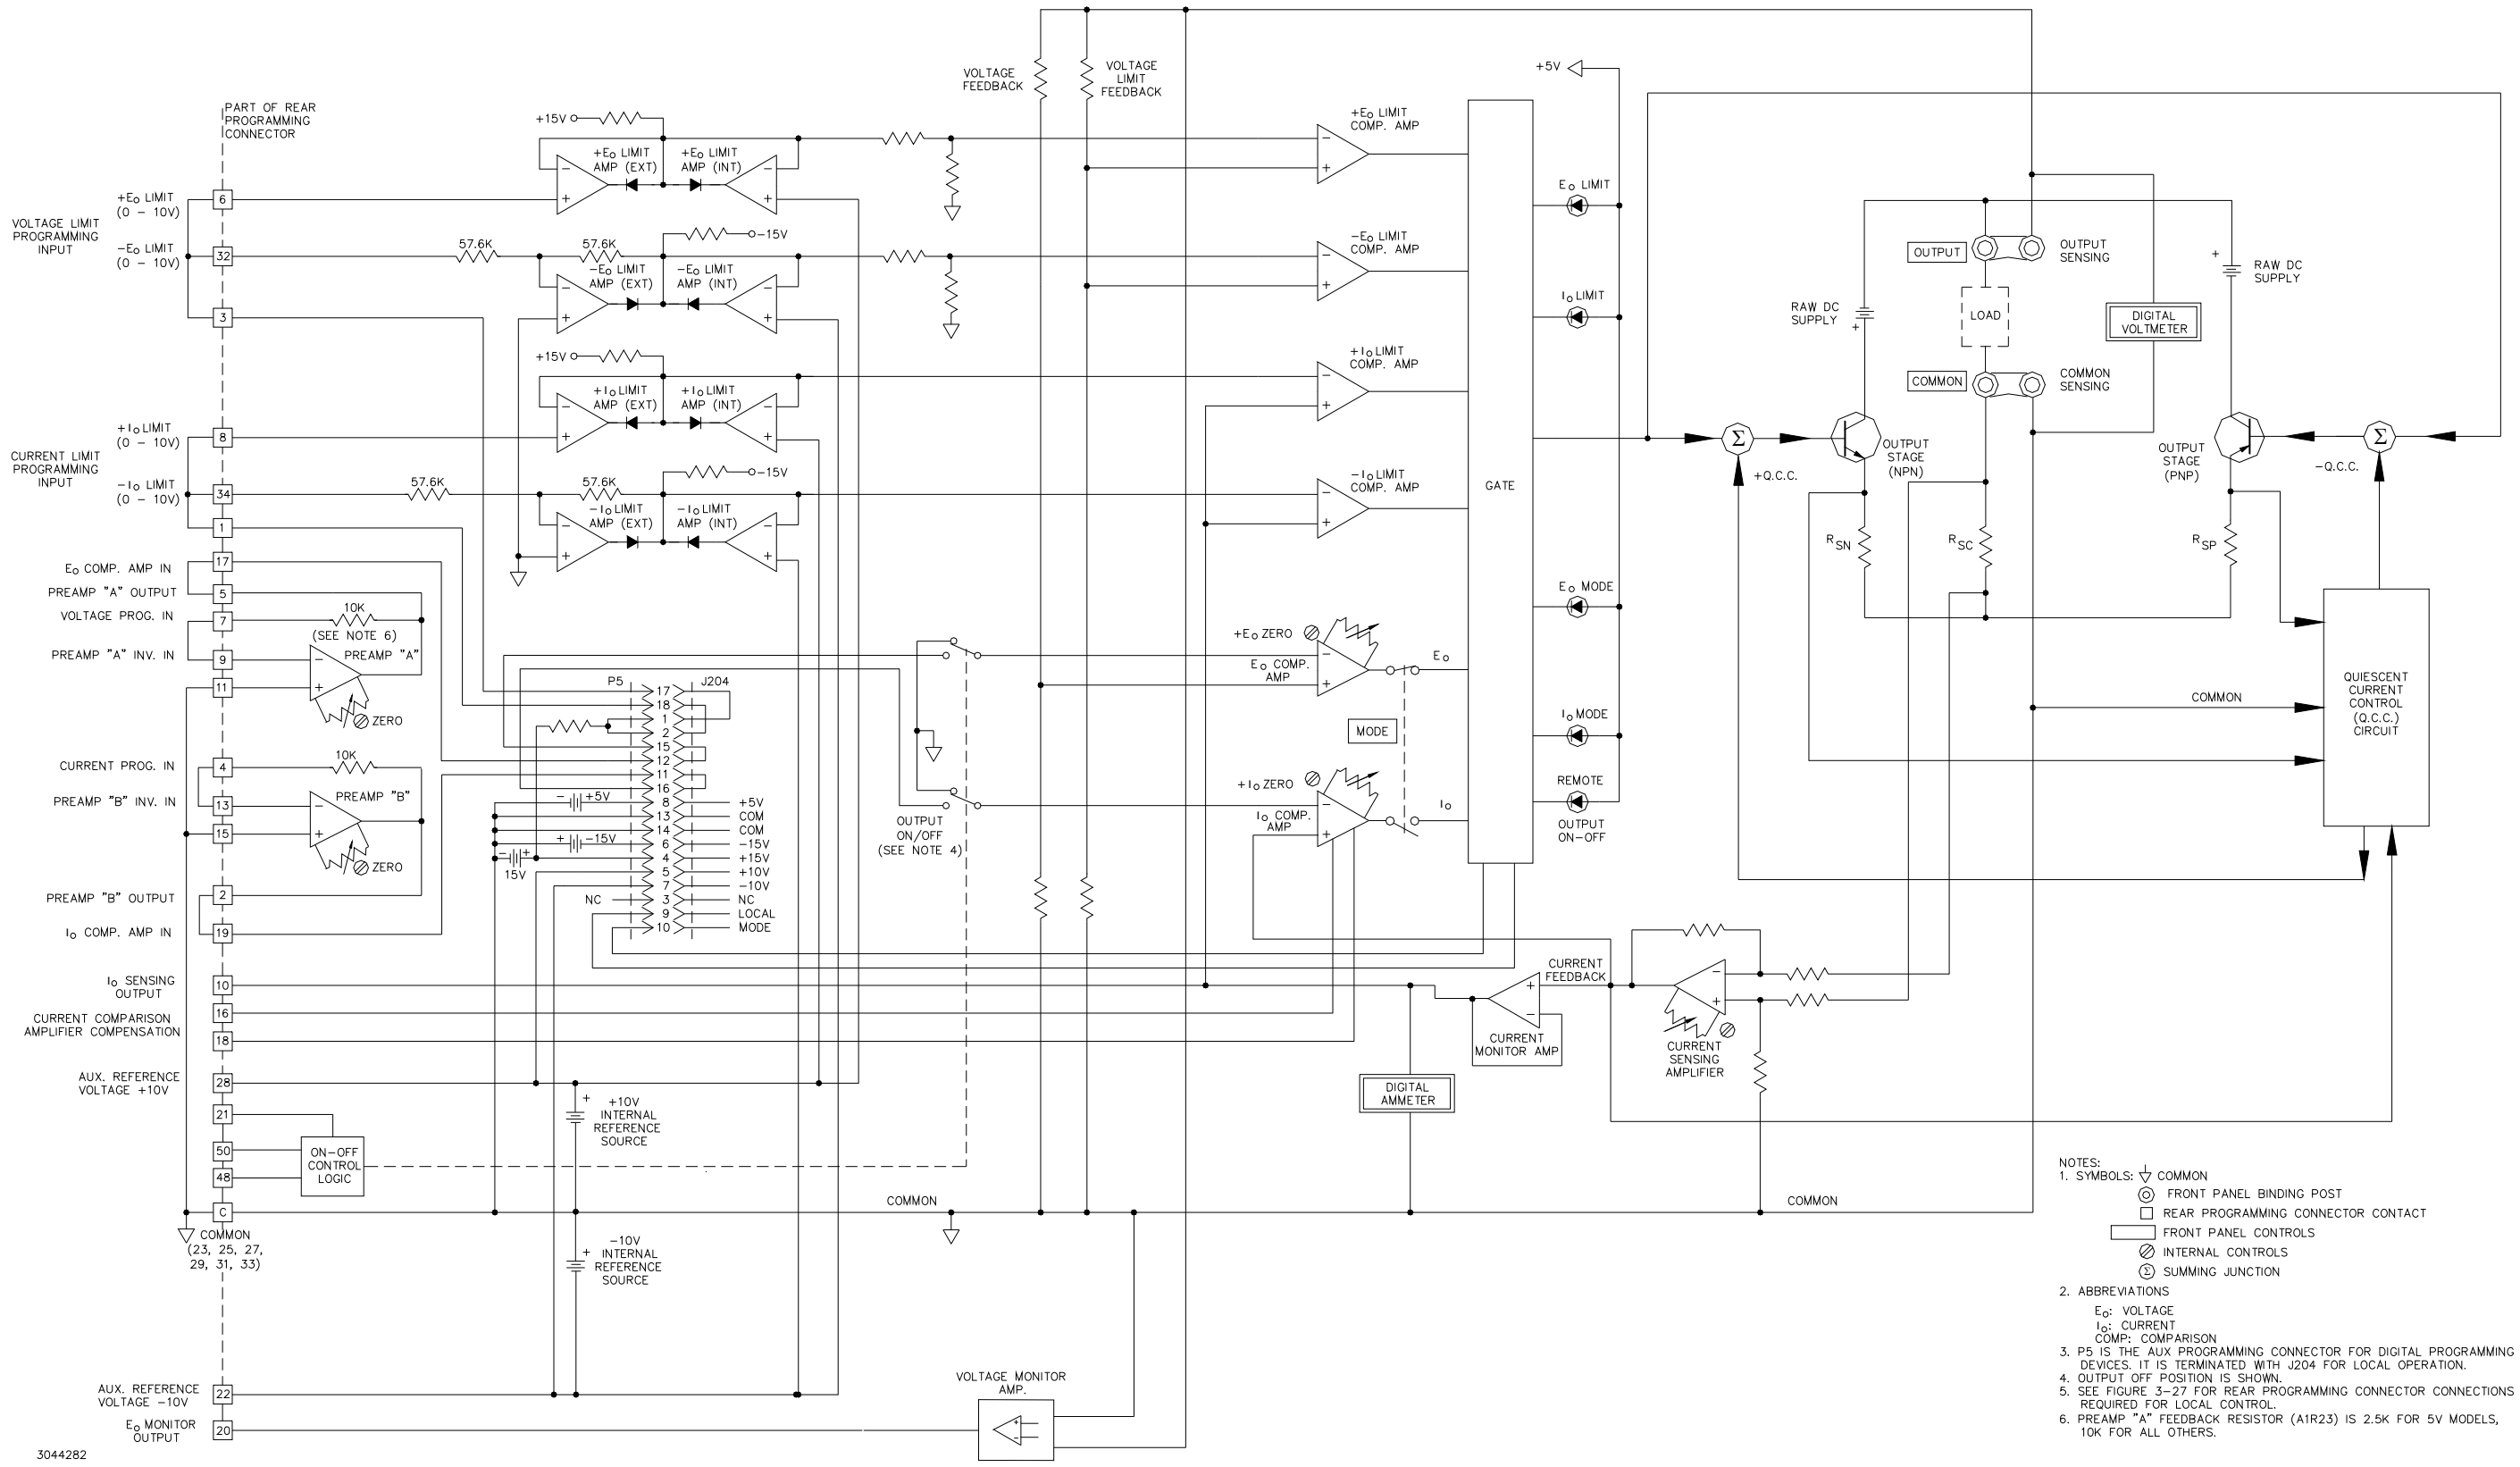 VOLTAGE
FEEDBACK
VOLTAGE
LIMIT
FEEDBACK
+5V
PART OF REAR
PROGRAMMING
CONNECTOR
+15V
+EO LIMIT
AMP (EXT)
+EO LIMIT
AMP (INT)
+EO LIMIT
COMP. AMP
-
+
-
+
-
+
VOLTAGE LIMIT
PROGRAMMING
INPUT
+EO LIMIT
(0 - 10V)
6
-EO LIMIT
(0 - 10V)
32
3
57.6K
57.6K
-15V
-EO LIMIT
AMP (EXT)
-EO LIMIT
AMP (INT)
-EO LIMIT
COMP. AMP
-
+
-
+
-
+
EO LIMIT
IO LIMIT
OUTPUT
OUTPUT
SENSING
+
RAW DC
SUPPLY
RAW DC
SUPPLY
+
LOAD
DIGITAL
VOLTMETER
COMMON
COMMON
SENSING
+15V
+IO LIMIT
AMP (EXT)
+IO LIMIT
AMP (INT)
+IO LIMIT
COMP. AMP
-
+
-
+
-
+
CURRENT LIMIT
PROGRAMMING
INPUT
+IO LIMIT
(0 - 10V)
8
-IO LIMIT
(0 - 10V)
34
1
57.6K
57.6K
-15V
-IO LIMIT
AMP (EXT)
-IO LIMIT
AMP (INT)
-IO LIMIT
COMP. AMP
-
+
-
+
-
+
GATE
Σ
+Q.C.C.
OUTPUT
STAGE
(NPN)
OUTPUT
STAGE
(PNP)
Σ
-Q.C.C.
RSN
RSC
RSP
EO COMP. AMP IN
17
PREAMP "A" OUTPUT
5
VOLTAGE PROG. IN
7
10K
(SEE NOTE 6)
PREAMP "A" INV. IN
9
PREAMP "A"
-
+
11
ZERO
CURRENT PROG. IN
4
10K
PREAMP "B" INV. IN
13
PREAMP "B"
-
+
15
ZERO
PREAMP "B" OUTPUT
2
IO COMP. AMP IN
19
P5
J204
17
18
1
2
15
12
11
16
- +5V 8 +5V
13 COM
14 COM
+ -15V 6 -15V
- + 4 +15V
15V
5 +10V
7 -10V
NC 3 NC
9 LOCAL
10 MODE
OUTPUT
ON/OFF
(SEE NOTE 4)
+EO ZERO
EO COMP.
AMP
-
+
EO
MODE
+IO ZERO
IO COMP.
AMP
-
+
IO
EO MODE
IO MODE
REMOTE
OUTPUT
ON-OFF
COMMON
QUIESCENT
CURRENT
CONTROL
(Q.C.C.)
CIRCUIT
IO SENSING
OUTPUT
10
16
CURRENT COMPARISON
AMPLIFIER COMPENSATION
18
CURRENT
FEEDBACK
+
-
CURRENT
MONITOR AMP
-
+
CURRENT
SENSING
AMPLIFIER
DIGITAL
AMMETER
AUX. REFERENCE
VOLTAGE +10V
28
21
50
48
ON-OFF
CONTROL
LOGIC
+
+10V
INTERNAL
REFERENCE
SOURCE
C
COMMON
(23, 25, 27,
29, 31, 33)
COMMON
COMMON
+
-10V
INTERNAL
REFERENCE
SOURCE
AUX. REFERENCE
VOLTAGE -10V
22
EO MONITOR
OUTPUT
20
VOLTAGE MONITOR
AMP.
+
-
3044282
NOTES:
1. SYMBOLS: COMMON
FRONT PANEL BINDING POST
REAR PROGRAMMING CONNECTOR CONTACT
FRONT PANEL CONTROLS
INTERNAL CONTROLS
Σ SUMMING JUNCTION
2. ABBREVIATIONS
EO: VOLTAGE
IO: CURRENT
COMP: COMPARISON
3. P5 IS THE AUX PROGRAMMING CONNECTOR FOR DIGITAL PROGRAMMING
DEVICES. IT IS TERMINATED WITH J204 FOR LOCAL OPERATION.
4. OUTPUT OFF POSITION IS SHOWN.
5. SEE FIGURE 3-27 FOR REAR PROGRAMMING CONNECTOR CONNECTIONS
REQUIRED FOR LOCAL CONTROL.
6. PREAMP "A" FEEDBACK RESISTOR (A1R23) IS 2.5K FOR 5V MODELS,
10K FOR ALL OTHERS.